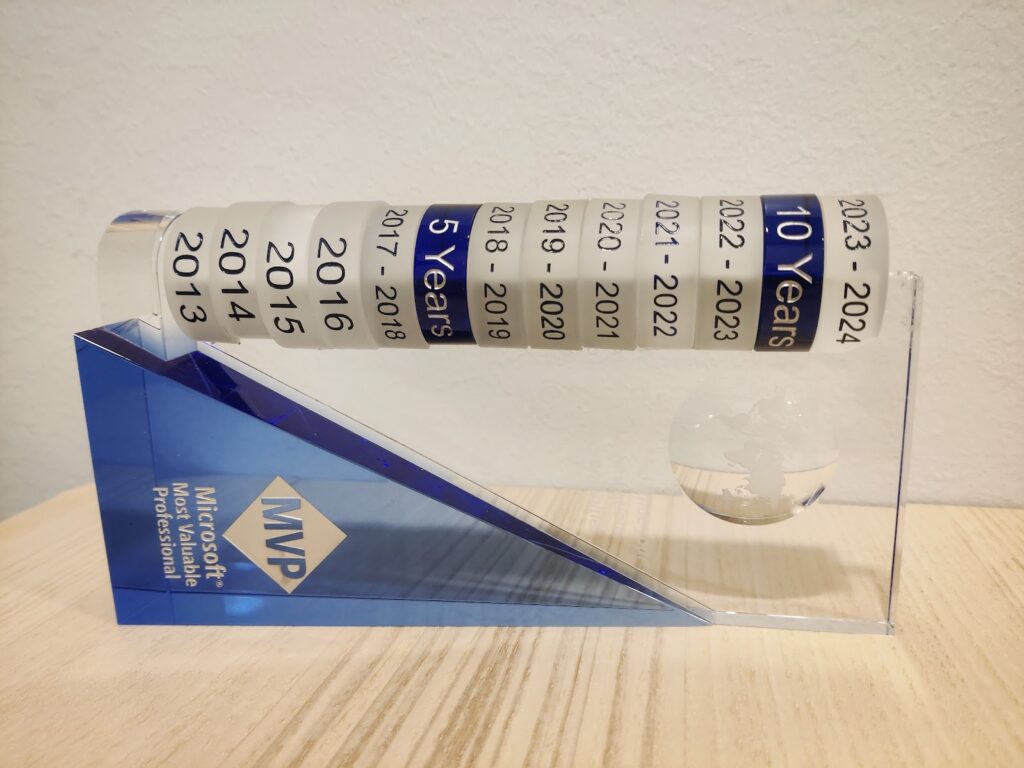 2013
2014
2015
2016
2017 - 2018
5 Years
2018 - 2019
2019 - 2020
2020 - 2021
2021 - 2022
2022 - 2023
10 Years
2023 - 2024
MVP
Microsoft®
Most Valuable
Professional